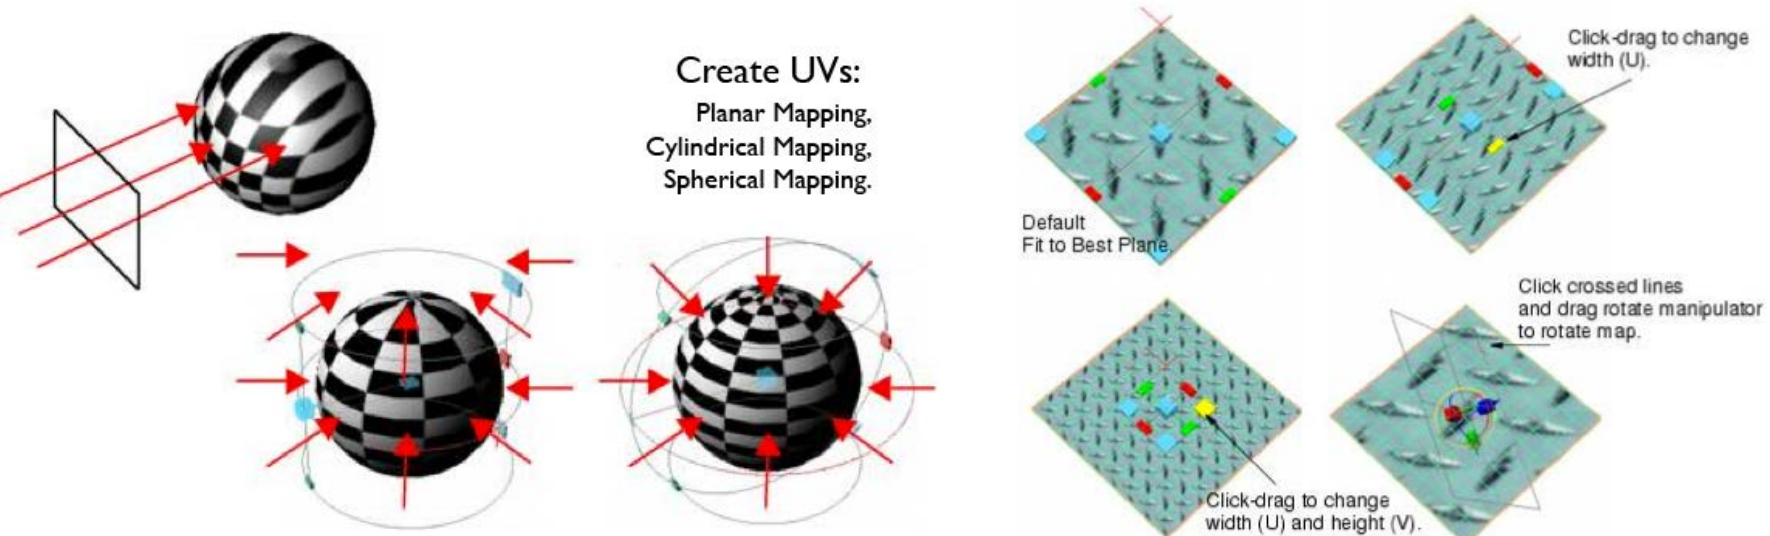 Create UVs:
Planar Mapping,
Cylindrical Mapping,
Spherical Mapping.
Default
Fit to Best Plane.
Click-drag to change
width (U).
Click-drag to change
width (U) and height (V).
Click crossed lines
and drag rotate manipulator
to rotate map.